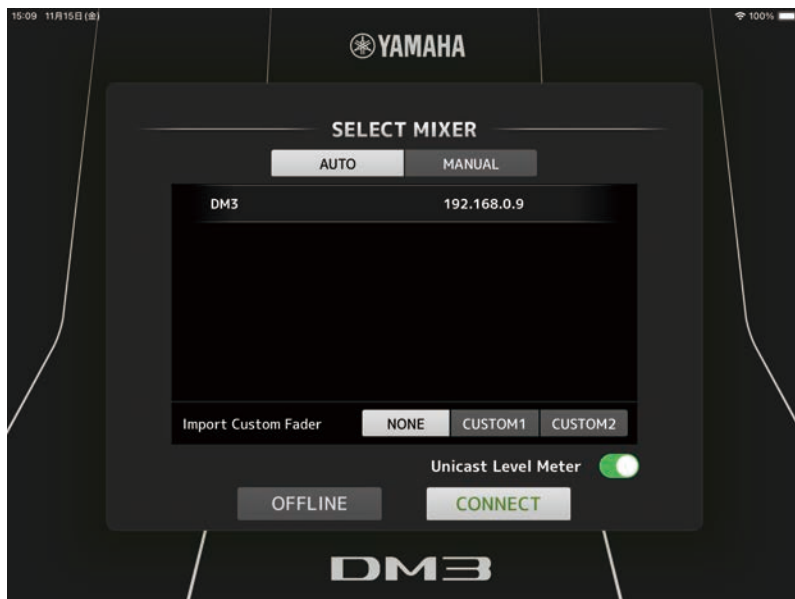 15:09 11月15日(金)
100%
YAMAHA
SELECT MIXER
AUTO MANUAL
DM3 192.168.0.9
Import Custom Fader NONE CUSTOM1 CUSTOM2
Unicast Level Meter
OFFLINE CONNECT
DM3